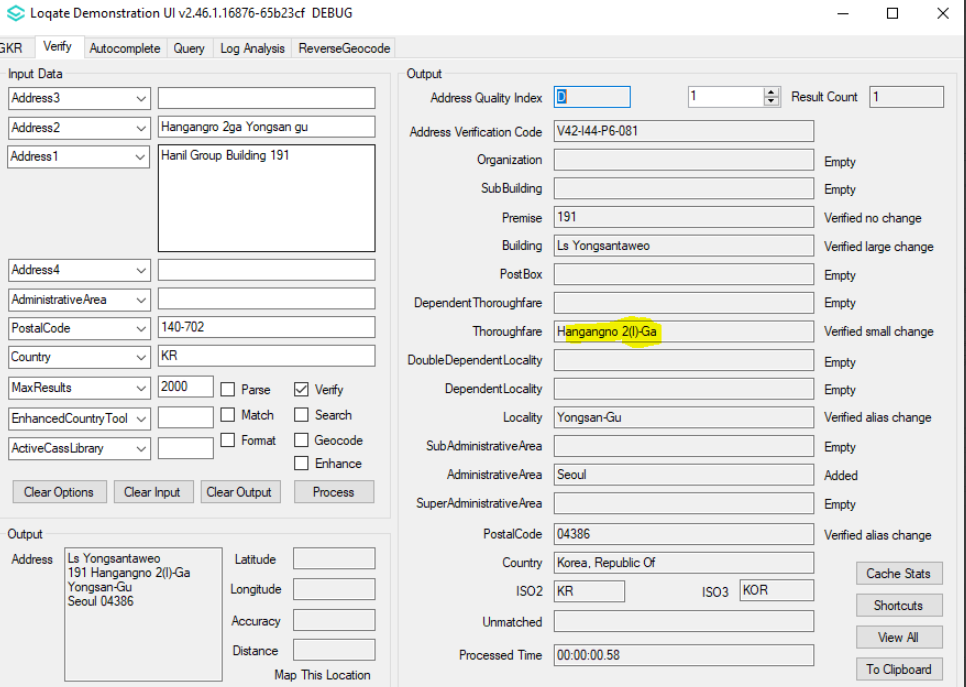 Loqate Demonstration UI v2.46.1.16876-65b23cf DEBUG
GKR Verify Autocomplete Query Log Analysis ReverseGeocode
Input Data
Address3
Address2 Hangangro 2ga Yongsan gu
Address1 Hanil Group Building 191
Address4
AdministrativeArea
PostalCode 140-702
Country KR
MaxResults 2000 Parse Verify
EnhancedCountryTool Match Search
ActiveCassLibrary Format Geocode
Enhance
Clear Options Clear Input Clear Output Process
Output
Address Ls Yongsantaweo
191 Hangangno 2(I)-Ga
Yongsan-Gu
Seoul 04386
Latitude
Longitude
Accuracy
Distance
Map This Location
Output
Address Quality Index D 1 Result Count 1
Address Verification Code V42-I44-P6-081
Organization Empty
SubBuilding Empty
Premise 191 Verified no change
Building Ls Yongsantaweo Verified large change
PostBox Empty
DependentThoroughfare Empty
Thoroughfare Hangangno 2(I)-Ga Verified small change
DoubleDependentLocality Empty
DependentLocality Empty
Locality Yongsan-Gu Verified alias change
SubAdministrativeArea Empty
AdministrativeArea Seoul Added
SuperAdministrativeArea Empty
PostalCode 04386 Verified alias change
Country Korea, Republic Of
ISO2 KR ISO3 KOR
Unmatched
Processed Time 00:00:00.58
Cache Stats
Shortcuts
View All
To Clipboard